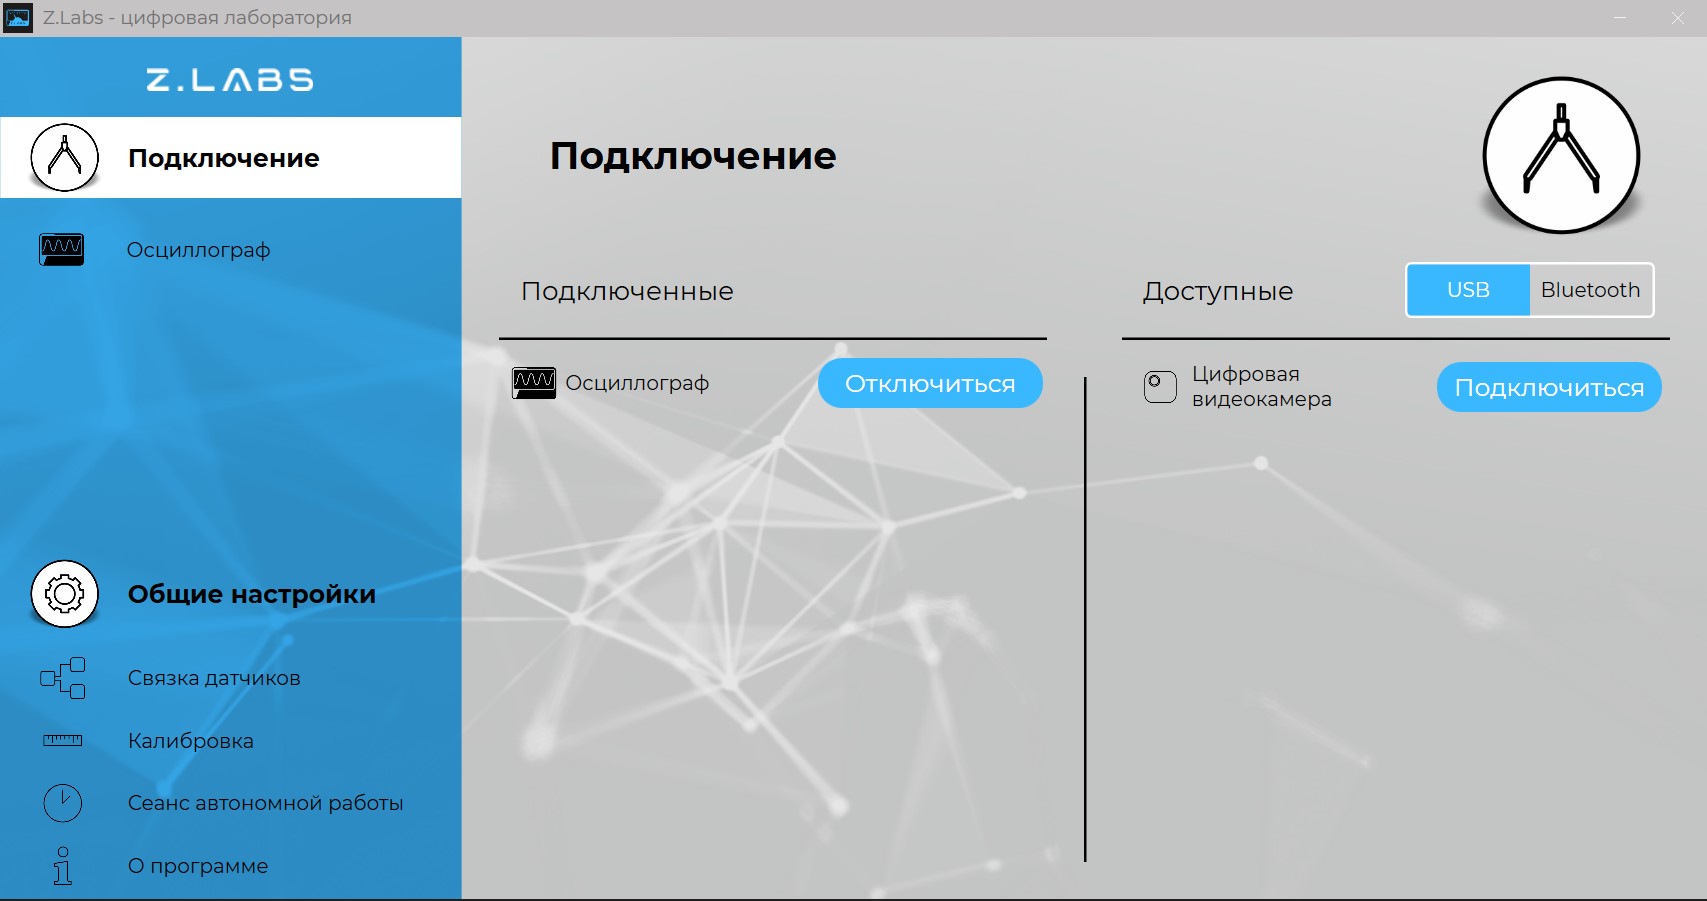 Z.Labs - цифровая лаборатория
Z.LABS
Подключение
Осциллограф
Общие настройки
Связка датчиков
Калибровка
Сеанс автономной работы
О программе
Подключение
Подключенные
Осциллограф
Отключиться
Доступные
USB
Bluetooth
Цифровая
видеокамера
Подключиться